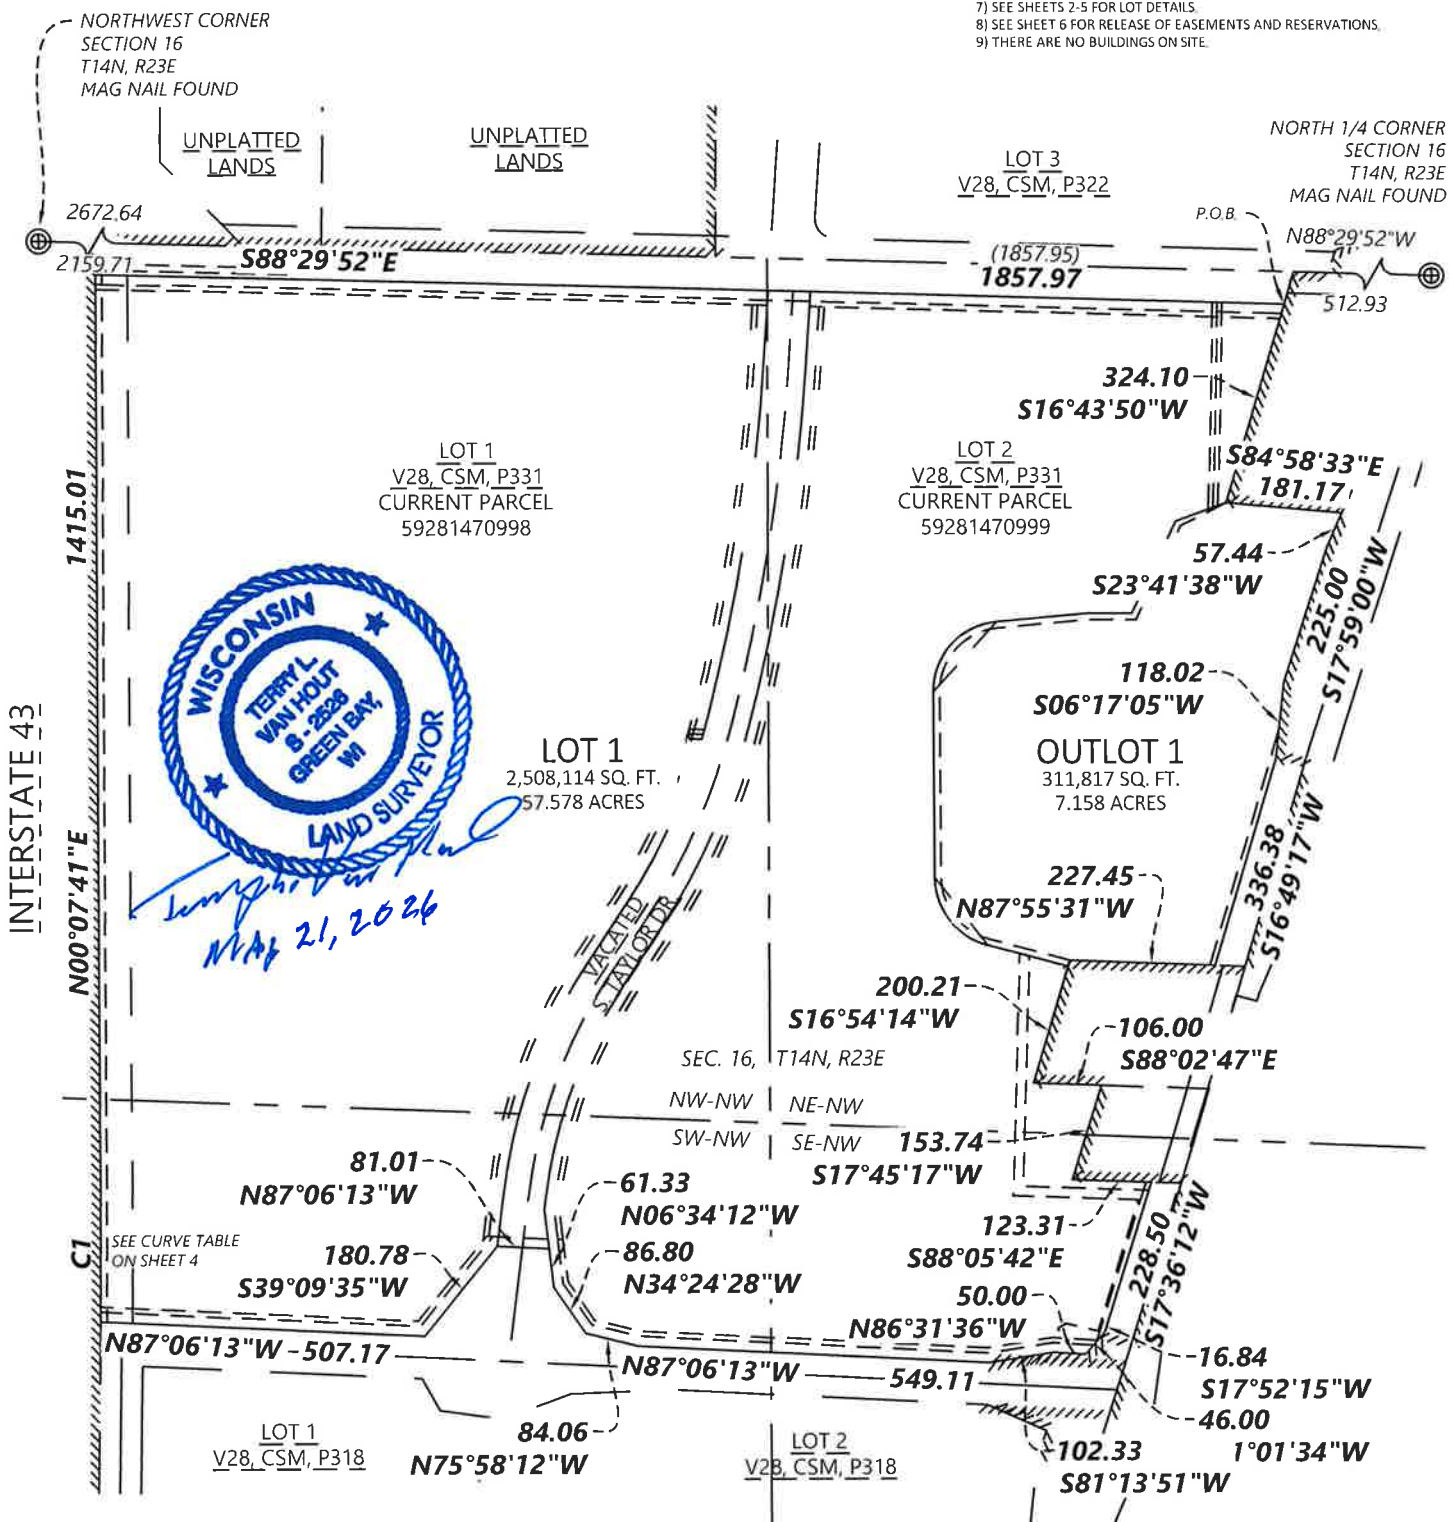 7) SEE SHEETS 2-5 FOR LOT DETAILS.
8) SEE SHEET 6 FOR RELEASE OF EASEMENTS AND RESERVATIONS.
9) THERE ARE NO BUILDINGS ON SITE.
NORTHWEST CORNER
SECTION 16
T14N, R23E
MAG NAIL FOUND
UNPLATTED
LANDS
UNPLATTED
LANDS
LOT 3
V28, CSM, P322
NORTH 1/4 CORNER
SECTION 16
T14N, R23E
MAG NAIL FOUND
P.O.B.
2672.64
2159.71
S88°29'52"E
(1857.95)
1857.97
N88°29'52"W
512.93
324.10
S16°43'50"W
LOT 1
V28, CSM, P331
CURRENT PARCEL
59281470998
LOT 2
V28, CSM, P331
CURRENT PARCEL
59281470999
S84°58'33"E
181.17
1415.01
57.44
S23°41'38"W
225.00
S17°59'00"W
WISCONSIN
TERRY L.
VAN HOUT
S - 2526
GREEN BAY,
WI
LAND SURVEYOR
May 21, 2026
118.02
S06°17'05"W
INTERSTATE 43
LOT 1
2,508,114 SQ. FT.
57.578 ACRES
OUTLOT 1
311,817 SQ. FT.
7.158 ACRES
336.38
S16°49'17"W
N00°07'41"E
227.45
N87°55'31"W
VACATED
S. TAYLOR DR
200.21
S16°54'14"W
106.00
S88°02'47"E
SEC. 16, T14N, R23E
NW-NW NE-NW
SW-NW SE-NW
153.74
S17°45'17"W
81.01
N87°06'13"W
61.33
N06°34'12"W
123.31
S88°05'42"E
228.50
S17°36'12"W
C1
SEE CURVE TABLE
ON SHEET 4
180.78
S39°09'35"W
86.80
N34°24'28"W
50.00
N86°31'36"W
N87°06'13"W 507.17
N87°06'13"W 549.11
16.84
S17°52'15"W
46.00
1°01'34"W
84.06
N75°58'12"W
102.33
S81°13'51"W
LOT 1
V28, CSM, P318
LOT 2
V28, CSM, P318